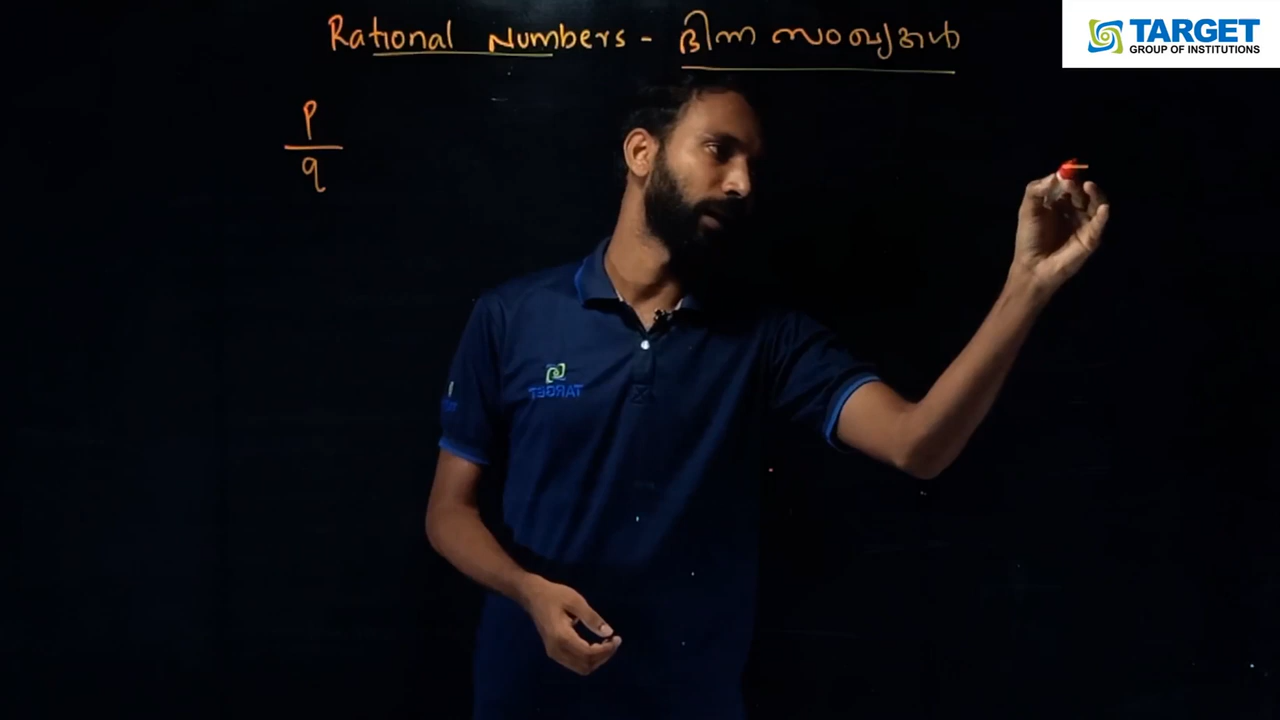 Rational Numbers - ഭിന്ന സംഖ്യകൾ
TARGET
GROUP OF INSTITUTIONS
p
q
TARGET